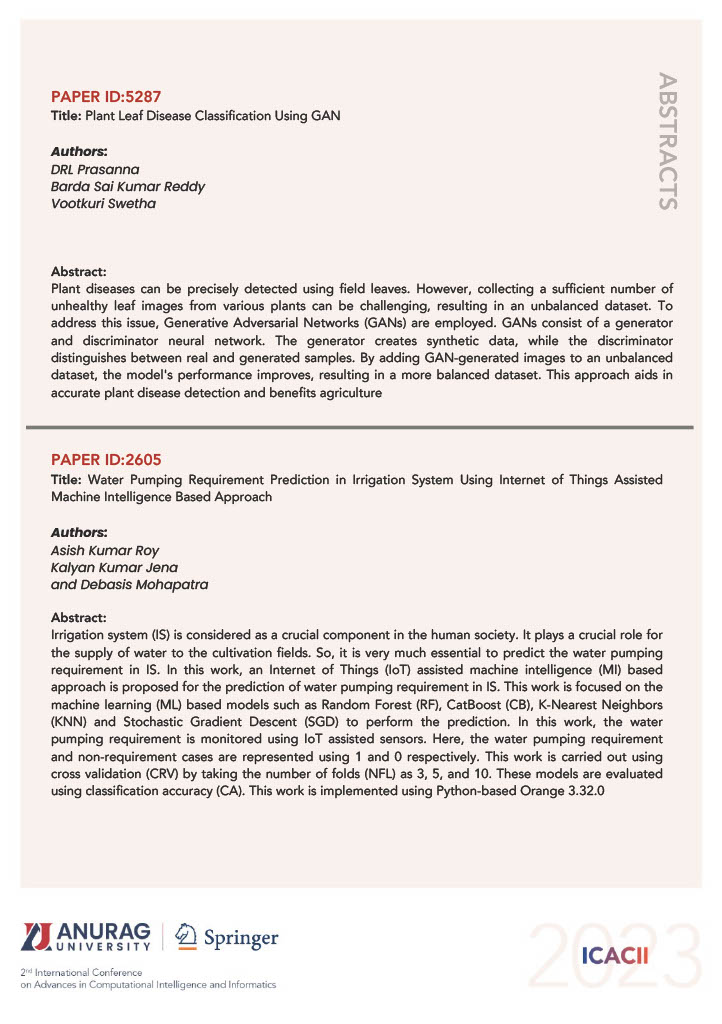 ABSTRACTS
PAPER ID:5287
Title: Plant Leaf Disease Classification Using GAN
Authors:
DRL Prasanna
Barda Sai Kumar Reddy
Vootkuri Swetha
Abstract:
Plant diseases can be precisely detected using field leaves. However, collecting a sufficient number of
unhealthy leaf images from various plants can be challenging, resulting in an unbalanced dataset. To
address this issue, Generative Adversarial Networks (GANs) are employed. GANs consist of a generator
and discriminator neural network. The generator creates synthetic data, while the discriminator
distinguishes between real and generated samples. By adding GAN-generated images to an unbalanced
dataset, the model's performance improves, resulting in a more balanced dataset. This approach aids in
accurate plant disease detection and benefits agriculture
PAPER ID:2605
Title: Water Pumping Requirement Prediction in Irrigation System Using Internet of Things Assisted
Machine Intelligence Based Approach
Authors:
Asish Kumar Roy
Kalyan Kumar Jena
and Debasis Mohapatra
Abstract:
Irrigation system (IS) is considered as a crucial component in the human society. It plays a crucial role for
the supply of water to the cultivation fields. So, it is very much essential to predict the water pumping
requirement in IS. In this work, an Internet of Things (IoT) assisted machine intelligence (MI) based
approach is proposed for the prediction of water pumping requirement in IS. This work is focused on the
machine learning (ML) based models such as Random Forest (RF), CatBoost (CB), K-Nearest Neighbors
(KNN) and Stochastic Gradient Descent (SGD) to perform the prediction. In this work, the water
pumping requirement is monitored using IoT assisted sensors. Here, the water pumping requirement
and non-requirement cases are represented using 1 and 0 respectively. This work is carried out using
cross validation (CRV) by taking the number of folds (NFL) as 3, 5, and 10. These models are evaluated
using classification accuracy (CA). This work is implemented using Python-based Orange 3.32.0
ANURAG
UNIVERSITY
Springer
2nd International Conference
on Advances in Computational Intelligence and Informatics
2023
ICACII